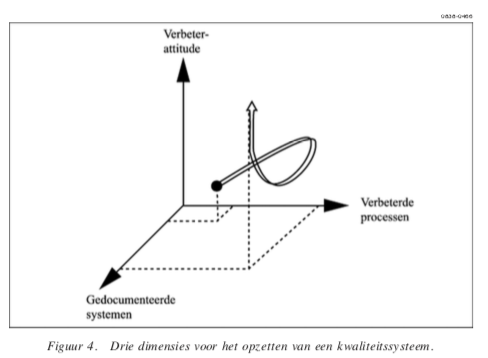 0838-0466
Verbeter-
attitude
Verbeterde
processen
Gedocumenteerde
systemen
Figuur 4. Drie dimensies voor het opzetten van een kwaliteitssysteem.